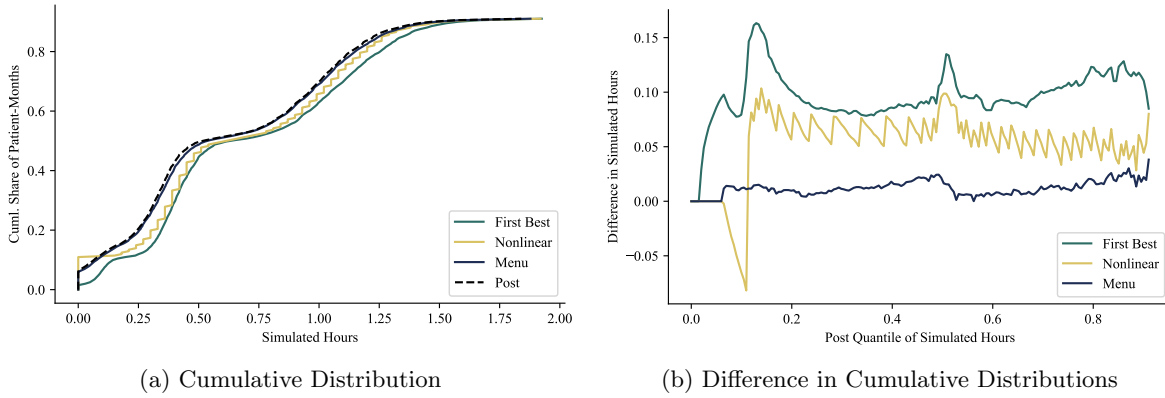 Cuml. Share of Patient-Months
0.8
0.6
0.4
0.2
0.0
0.00 0.25 0.50 0.75 1.00 1.25 1.50 1.75 2.00
Simulated Hours
First Best
Nonlinear
Menu
Post
(a) Cumulative Distribution
Difference in Simulated Hours
0.15
0.10
0.05
0.00
−0.05
0.0 0.2 0.4 0.6 0.8
Post Quantile of Simulated Hours
First Best
Nonlinear
Menu
(b) Difference in Cumulative Distributions